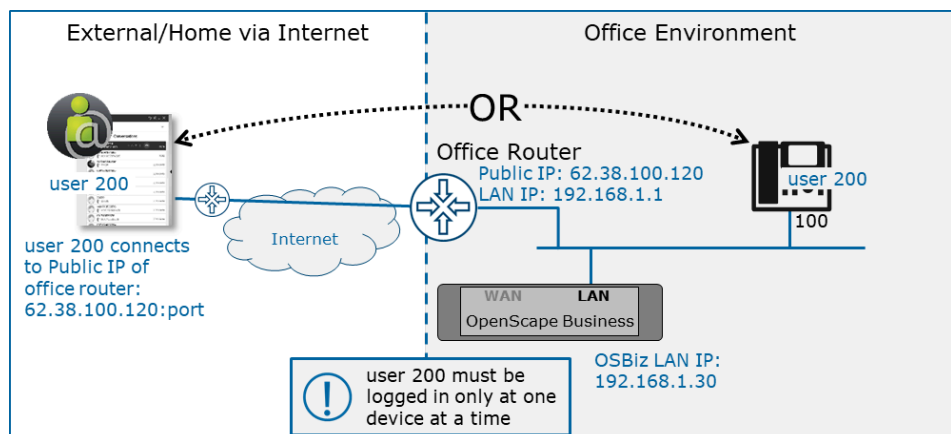 External/Home via Internet
Office Environment
OR
@
user 200
Office Router
Public IP: 62.38.100.120
LAN IP: 192.168.1.1
user 200
100
Internet
user 200 connects
to Public IP of
office router:
62.38.100.120:port
WAN LAN
OpenScape Business
OSBiz LAN IP:
192.168.1.30
!
user 200 must be
logged in only at one
device at a time